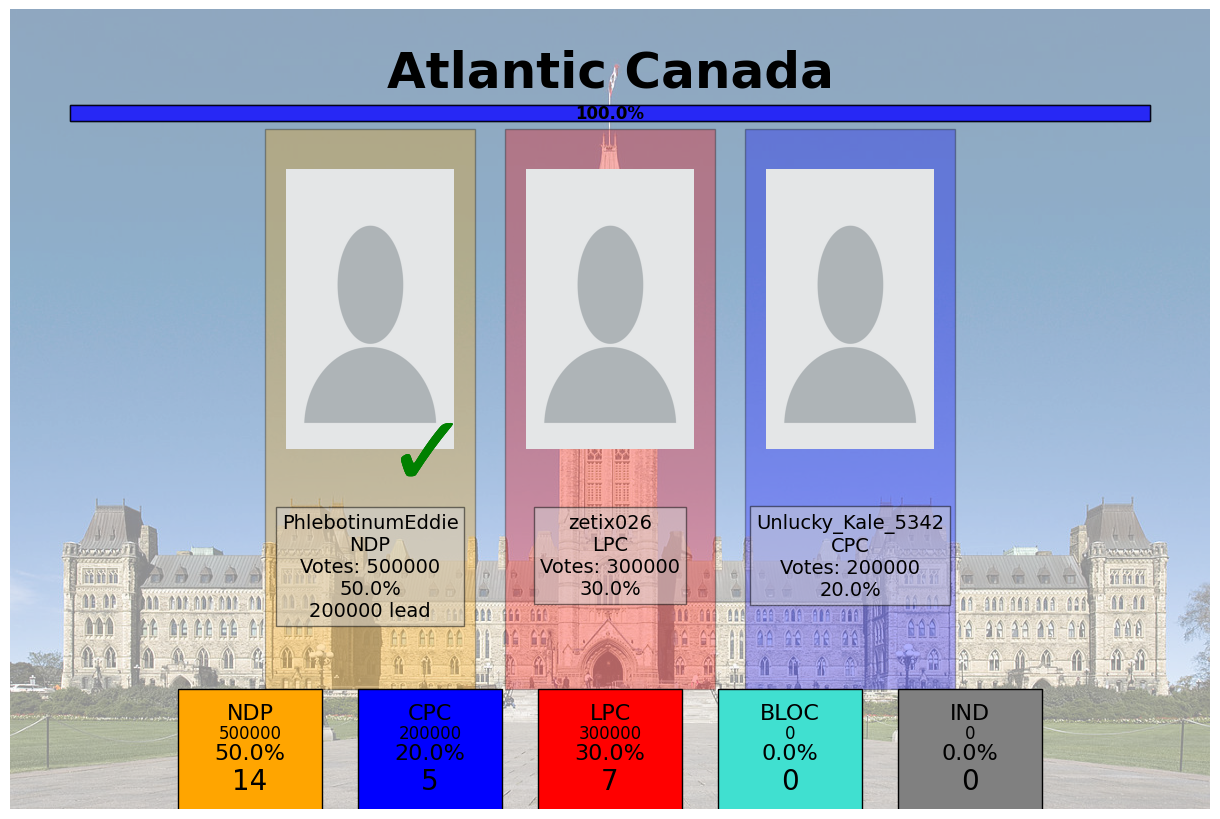 Atlantic Canada
100.0%
PhlebotinumEddie
NDP
Votes: 500000
50.0%
200000 lead
zetix026
LPC
Votes: 300000
30.0%
Unlucky_Kale_5342
CPC
Votes: 200000
20.0%
NDP
500000
50.0%
14
CPC
200000
20.0%
5
LPC
300000
30.0%
7
BLOC
0
0.0%
0
IND
0
0.0%
0